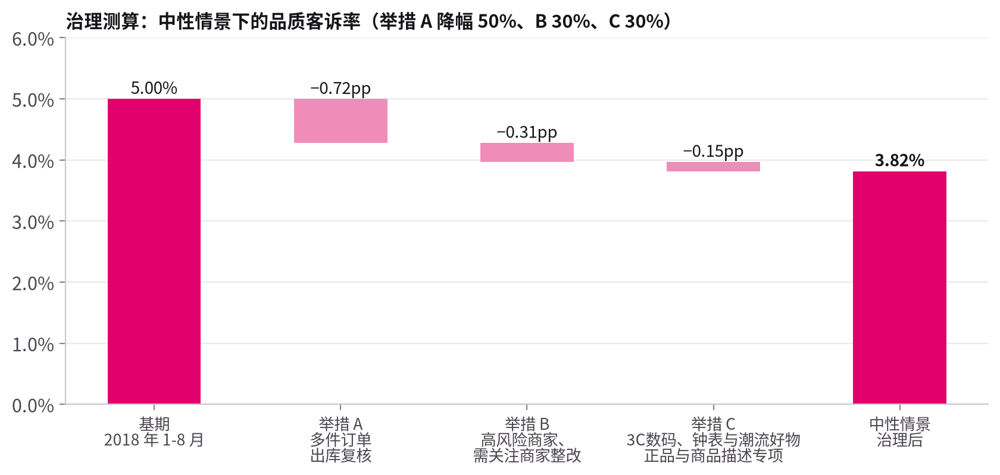 治理测算：中性情景下的品质客诉率（举措 A 降幅 50%、B 30%、C 30%）
6.0%
5.0%
4.0%
3.0%
2.0%
1.0%
0.0%
5.00%
−0.72pp
−0.31pp
−0.15pp
3.82%
基期
2018 年 1-8 月
举措 A
多件订单
出库复核
举措 B
高风险商家、
需关注商家整改
举措 C
3C数码、钟表与潮流好物
正品与商品描述专项
中性情景
治理后